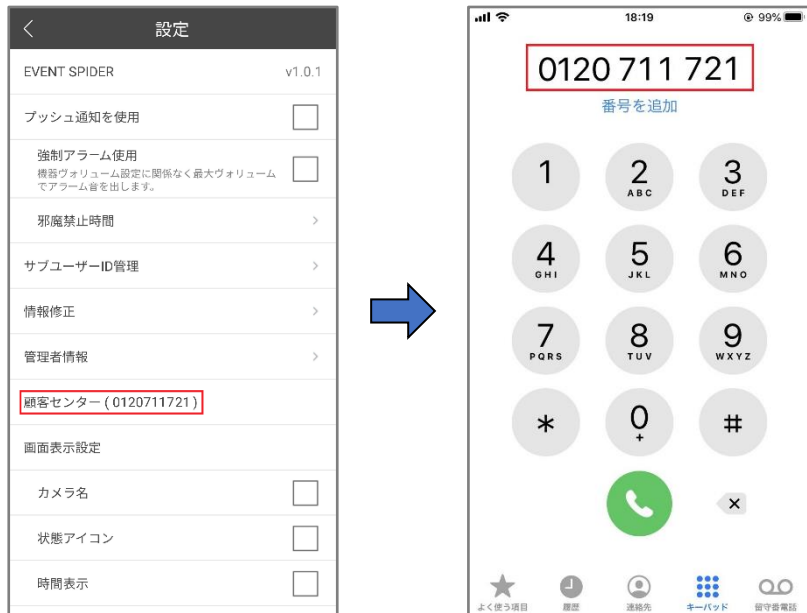 設定
EVENT SPIDER v1.0.1
プッシュ通知を使用
強制アラーム使用
機器ヴォリューム設定に関係なく最大ヴォリューム
でアラーム音を出します。
邪魔禁止時間
サブユーザーID管理
情報修正
管理者情報
顧客センター ( 0120711721 )
画面表示設定
カメラ名
状態アイコン
時間表示
18:19 99%
0120 711 721
番号を追加
1 2 3
ABC DEF
4 5 6
GHI JKL MNO
7 8 9
PQRS TUV WXYZ
* 0 #
+
よく使う項目 履歴 連絡先 キーパッド 留守番電話